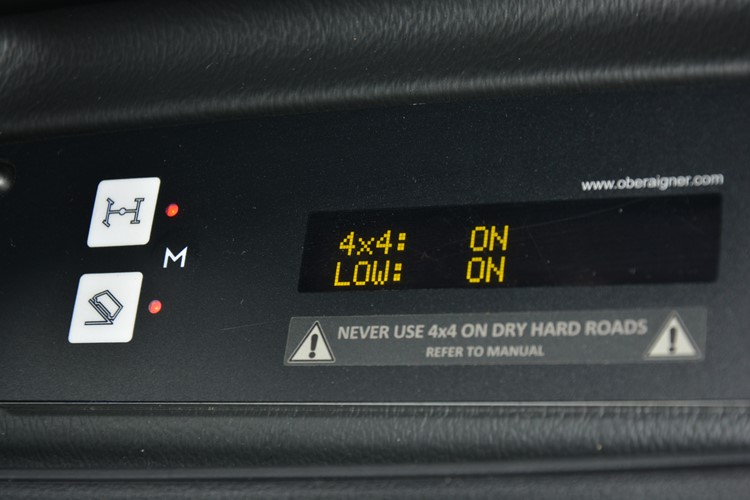 www.oberaigner.com
M
4x4: ON
LOW: ON
NEVER USE 4x4 ON DRY HARD ROADS
REFER TO MANUAL